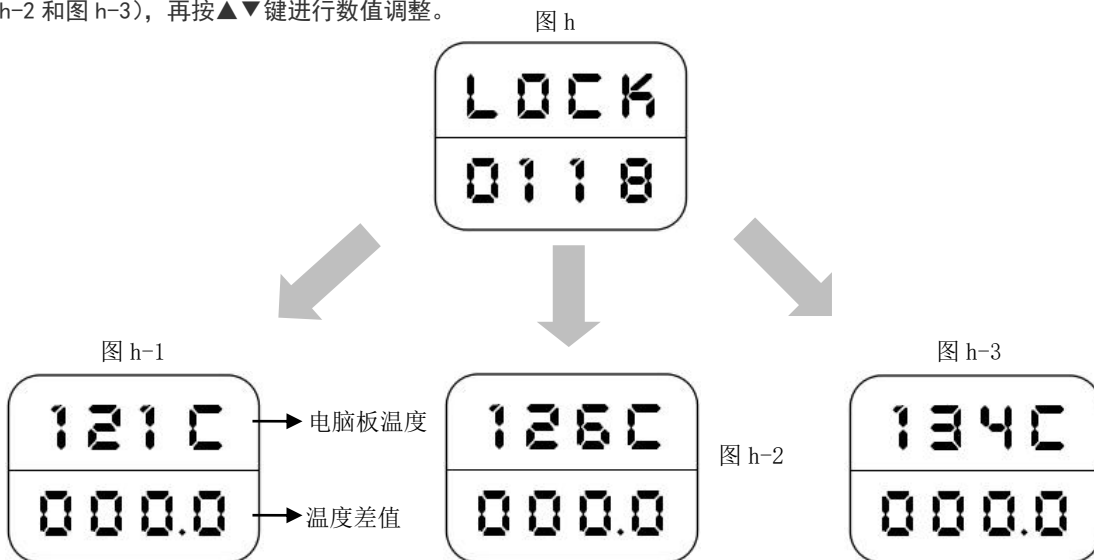 h-2 和图 h-3），再按▲▼键进行数值调整。
图 h
LOCK
0118
图 h-1
图 h-3
121C
电脑板温度
126C
图 h-2
134C
000.0
温度差值
000.0
000.0